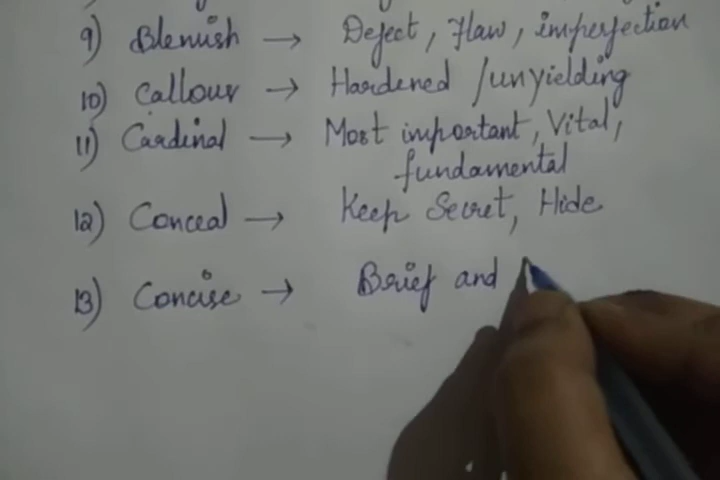 9) Blemish → Defect, Flaw, imperfection
10) Callous → Hardened / unyielding
11) Cardinal → Most important, Vital,
fundamental
12) Conceal → Keep Secret, Hide
13) Concise → Brief and